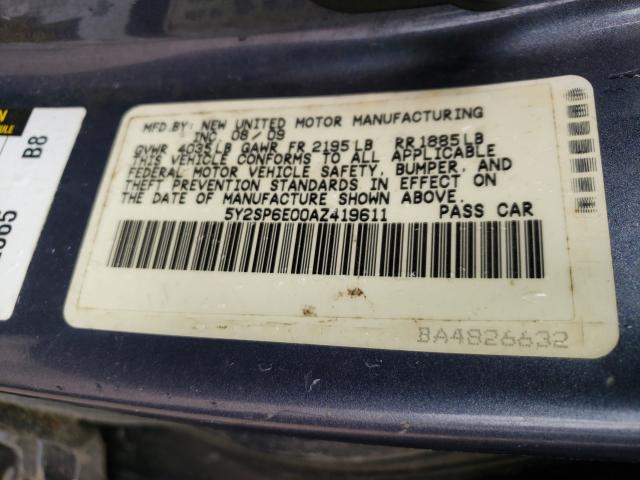 MFD.BY: NEW UNITED MOTOR MANUFACTURING
INC 08/09
GVWR 4035LB GAWR FR 2195LB RR 1885LB
THIS VEHICLE CONFORMS TO ALL APPLICABLE
FEDERAL MOTOR VEHICLE SAFETY, BUMPER, AND
THEFT PREVENTION STANDARDS IN EFFECT ON
THE DATE OF MANUFACTURE SHOWN ABOVE.
5Y2SP6E00AZ419611 PASS CAR
BA4826632
B8